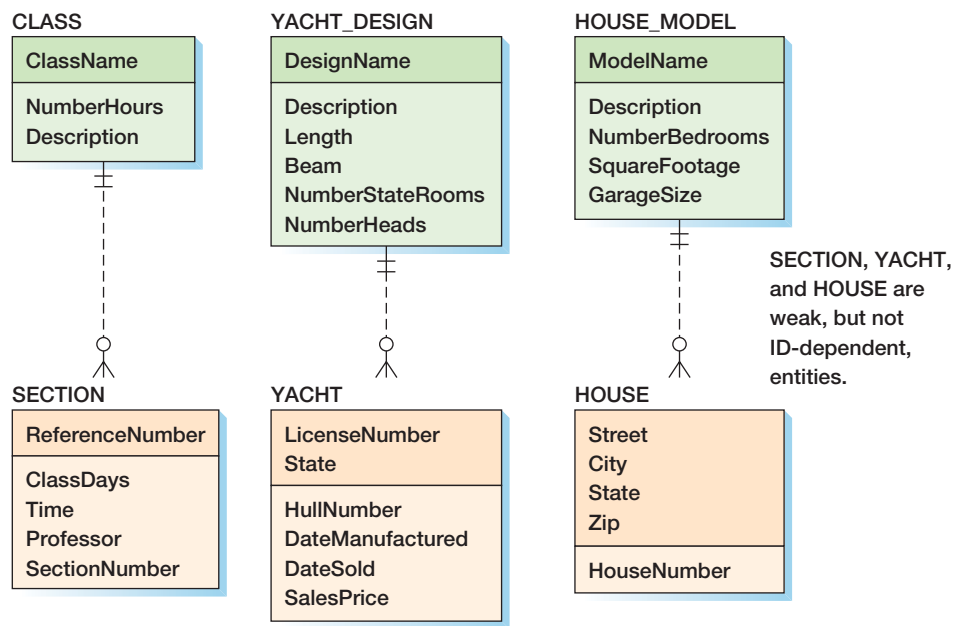 CLASS
ClassName
NumberHours
Description
YACHT_DESIGN
DesignName
Description
Length
Beam
NumberStateRooms
NumberHeads
HOUSE_MODEL
ModelName
Description
NumberBedrooms
SquareFootage
GarageSize
SECTION, YACHT,
and HOUSE are
weak, but not
ID-dependent,
entities.
SECTION
ReferenceNumber
ClassDays
Time
Professor
SectionNumber
YACHT
LicenseNumber
State
HullNumber
DateManufactured
DateSold
SalesPrice
HOUSE
Street
City
State
Zip
HouseNumber